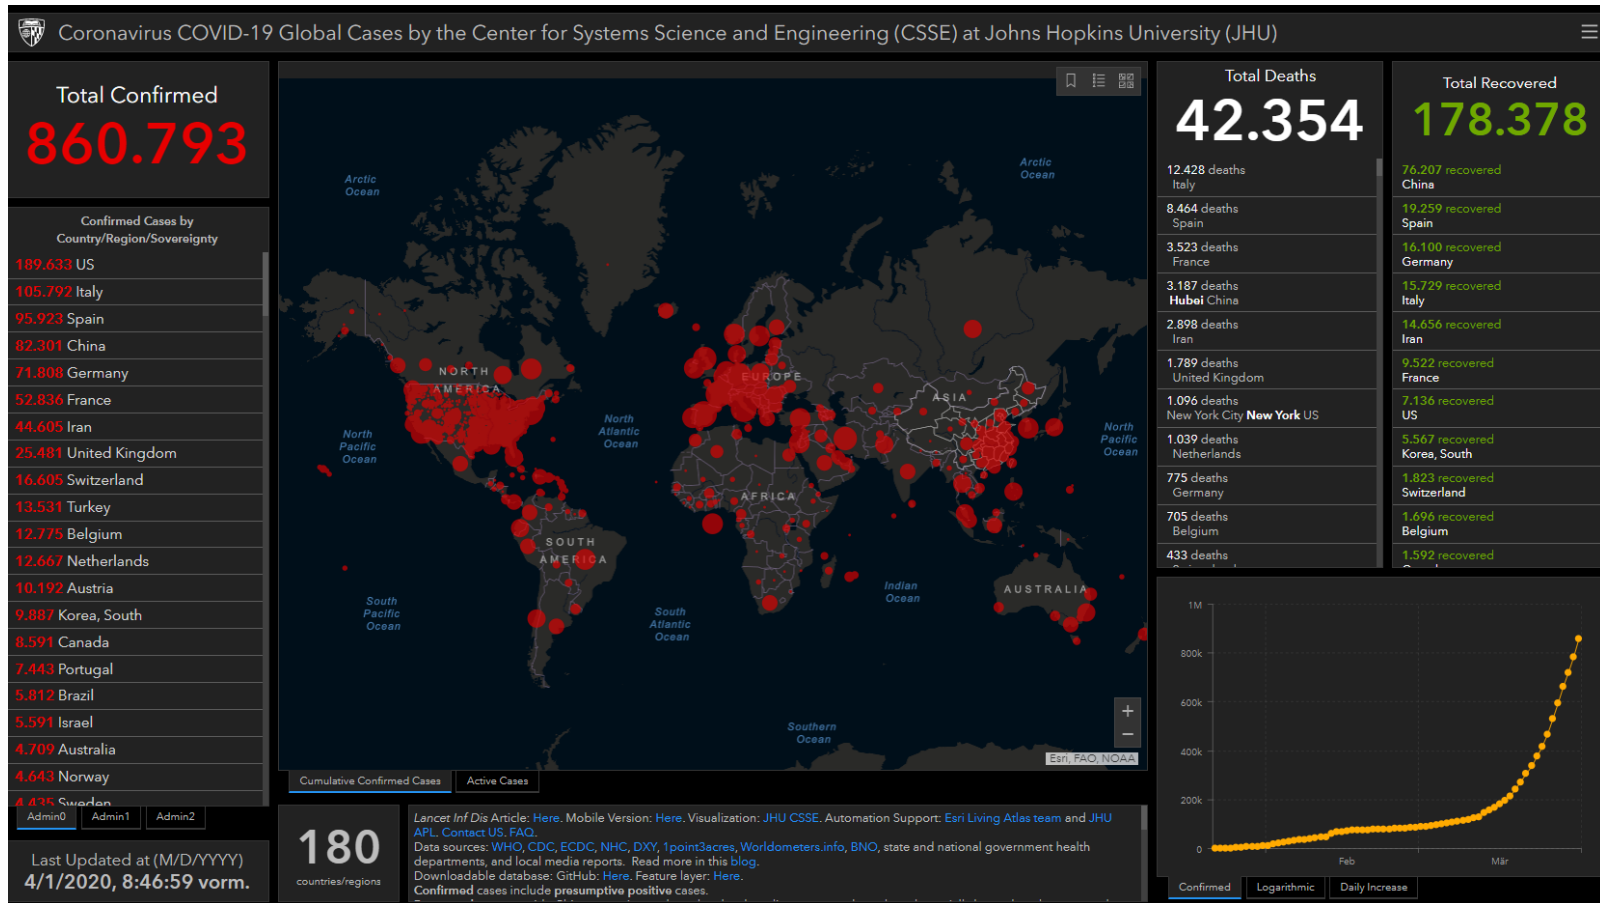 Coronavirus COVID-19 Global Cases by the Center for Systems Science and Engineering (CSSE) at Johns Hopkins University (JHU)
Total Confirmed
860.793
Confirmed Cases by
Country/Region/Sovereignty
189.633 US
105.792 Italy
95.923 Spain
82.301 China
71.808 Germany
52.836 France
44.605 Iran
25.481 United Kingdom
16.605 Switzerland
13.531 Turkey
12.775 Belgium
12.667 Netherlands
10.192 Austria
9.887 Korea, South
8.591 Canada
7.443 Portugal
5.812 Brazil
5.591 Israel
4.709 Australia
4.643 Norway
4.435 Sweden
Admin0 Admin1 Admin2
Last Updated at (M/D/YYYY)
4/1/2020, 8:46:59 vorm.
Arctic
Ocean
Arctic
Ocean
NORTH
AMERICA
EUROPE
ASIA
North
Atlantic
Ocean
North
Pacific
Ocean
North
Pacific
Ocean
AFRICA
SOUTH
AMERICA
Indian
Ocean
AUSTRALIA
South
Pacific
Ocean
South
Atlantic
Ocean
Southern
Ocean
+
−
Esri, FAO, NOAA
Cumulative Confirmed Cases Active Cases
180
countries/regions
Lancet Inf Dis Article: Here. Mobile Version: Here. Visualization: JHU CSSE. Automation Support: Esri Living Atlas team and JHU
APL. Contact US. FAQ.
Data sources: WHO, CDC, ECDC, NHC, DXY, 1point3acres, Worldometers.info, BNO, state and national government health
departments, and local media reports. Read more in this blog.
Downloadable database: GitHub: Here. Feature layer: Here.
Confirmed cases include presumptive positive cases.
Total Deaths
42.354
12.428 deaths
Italy
8.464 deaths
Spain
3.523 deaths
France
3.187 deaths
Hubei China
2.898 deaths
Iran
1.789 deaths
United Kingdom
1.096 deaths
New York City New York US
1.039 deaths
Netherlands
775 deaths
Germany
705 deaths
Belgium
433 deaths
Total Recovered
178.378
76.207 recovered
China
19.259 recovered
Spain
16.100 recovered
Germany
15.729 recovered
Italy
14.656 recovered
Iran
9.522 recovered
France
7.136 recovered
US
5.567 recovered
Korea, South
1.823 recovered
Switzerland
1.696 recovered
Belgium
1.592 recovered
1M
800k
600k
400k
200k
0
Feb
Mär
Confirmed Logarithmic Daily Increase